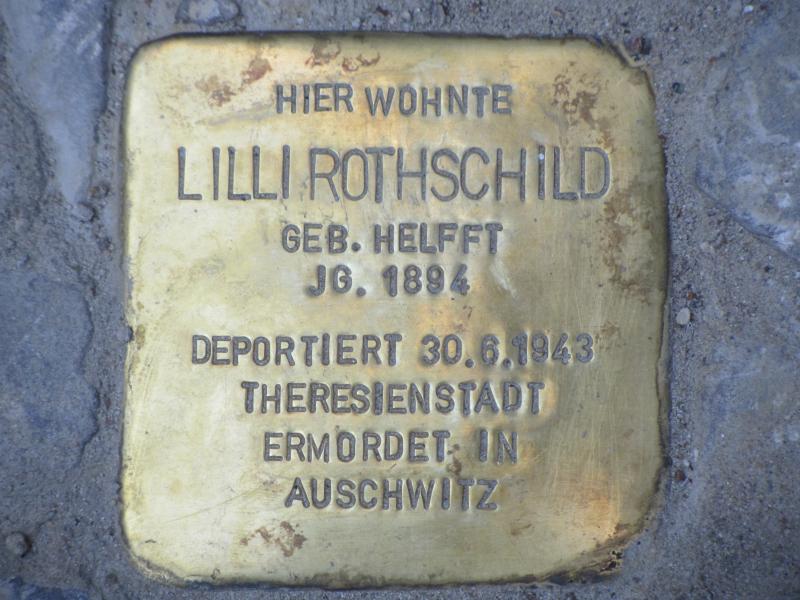 HIER WOHNTE
LILLI ROTHSCHILD
GEB. HELFFT
JG. 1894
DEPORTIERT 30.6.1943
THERESIENSTADT
ERMORDET IN
AUSCHWITZ